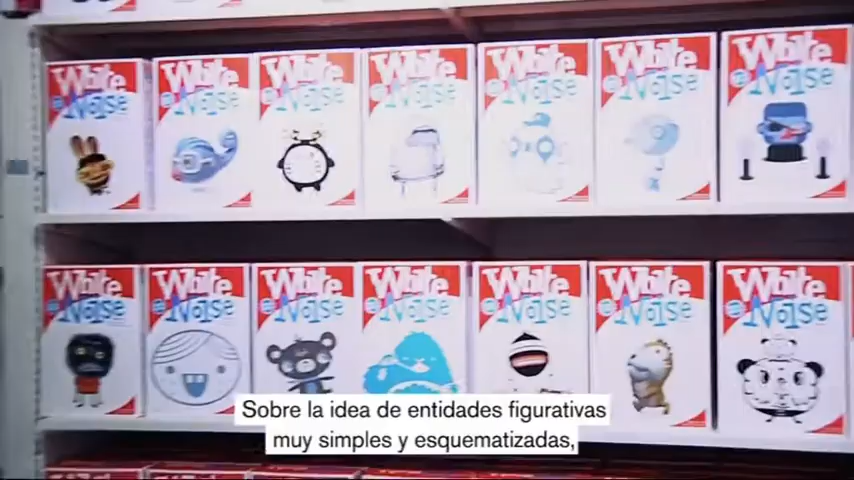 White
Noise
White
Noise
White
Noise
White
Noise
White
Noise
White
Noise
White
Noise
White
Noise
White
Noise
White
Noise
White
Noise
White
Noise
White
Noise
White
Noise
Sobre la idea de entidades figurativas
muy simples y esquematizadas,